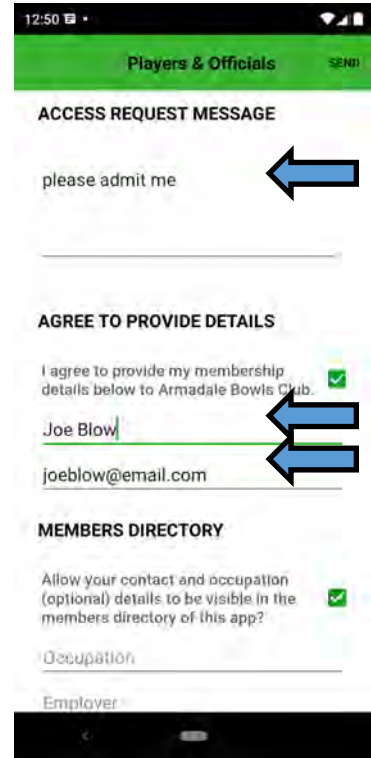 12:50
Players & Officials SEND
ACCESS REQUEST MESSAGE
please admit me
AGREE TO PROVIDE DETAILS
I agree to provide my membership
details below to Armadale Bowls Club.
Joe Blow
joeblow@email.com
MEMBERS DIRECTORY
Allow your contact and occupation
(optional) details to be visible in the
members directory of this app?
Occupation
Employer